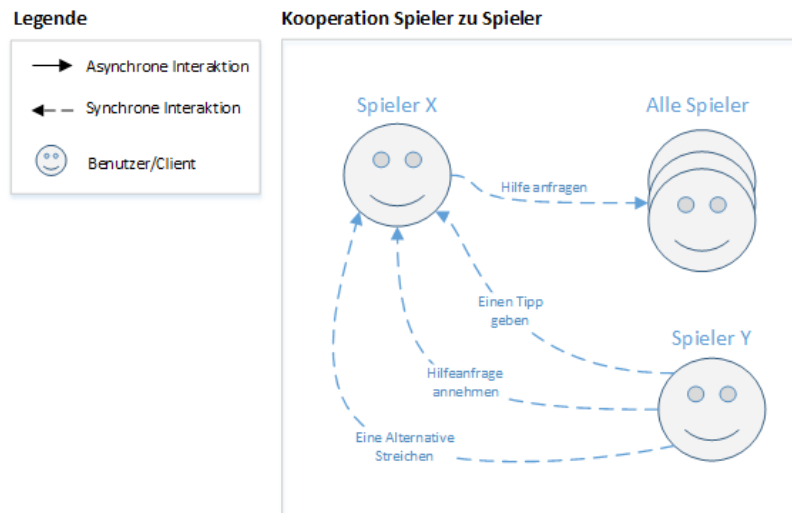 Legende
Asynchrone Interaktion
Synchrone Interaktion
Benutzer/Client
Kooperation Spieler zu Spieler
Spieler X
Alle Spieler
Hilfe anfragen
Einen Tipp
geben
Spieler Y
Hilfeanfrage
annehmen
Eine Alternative
Streichen